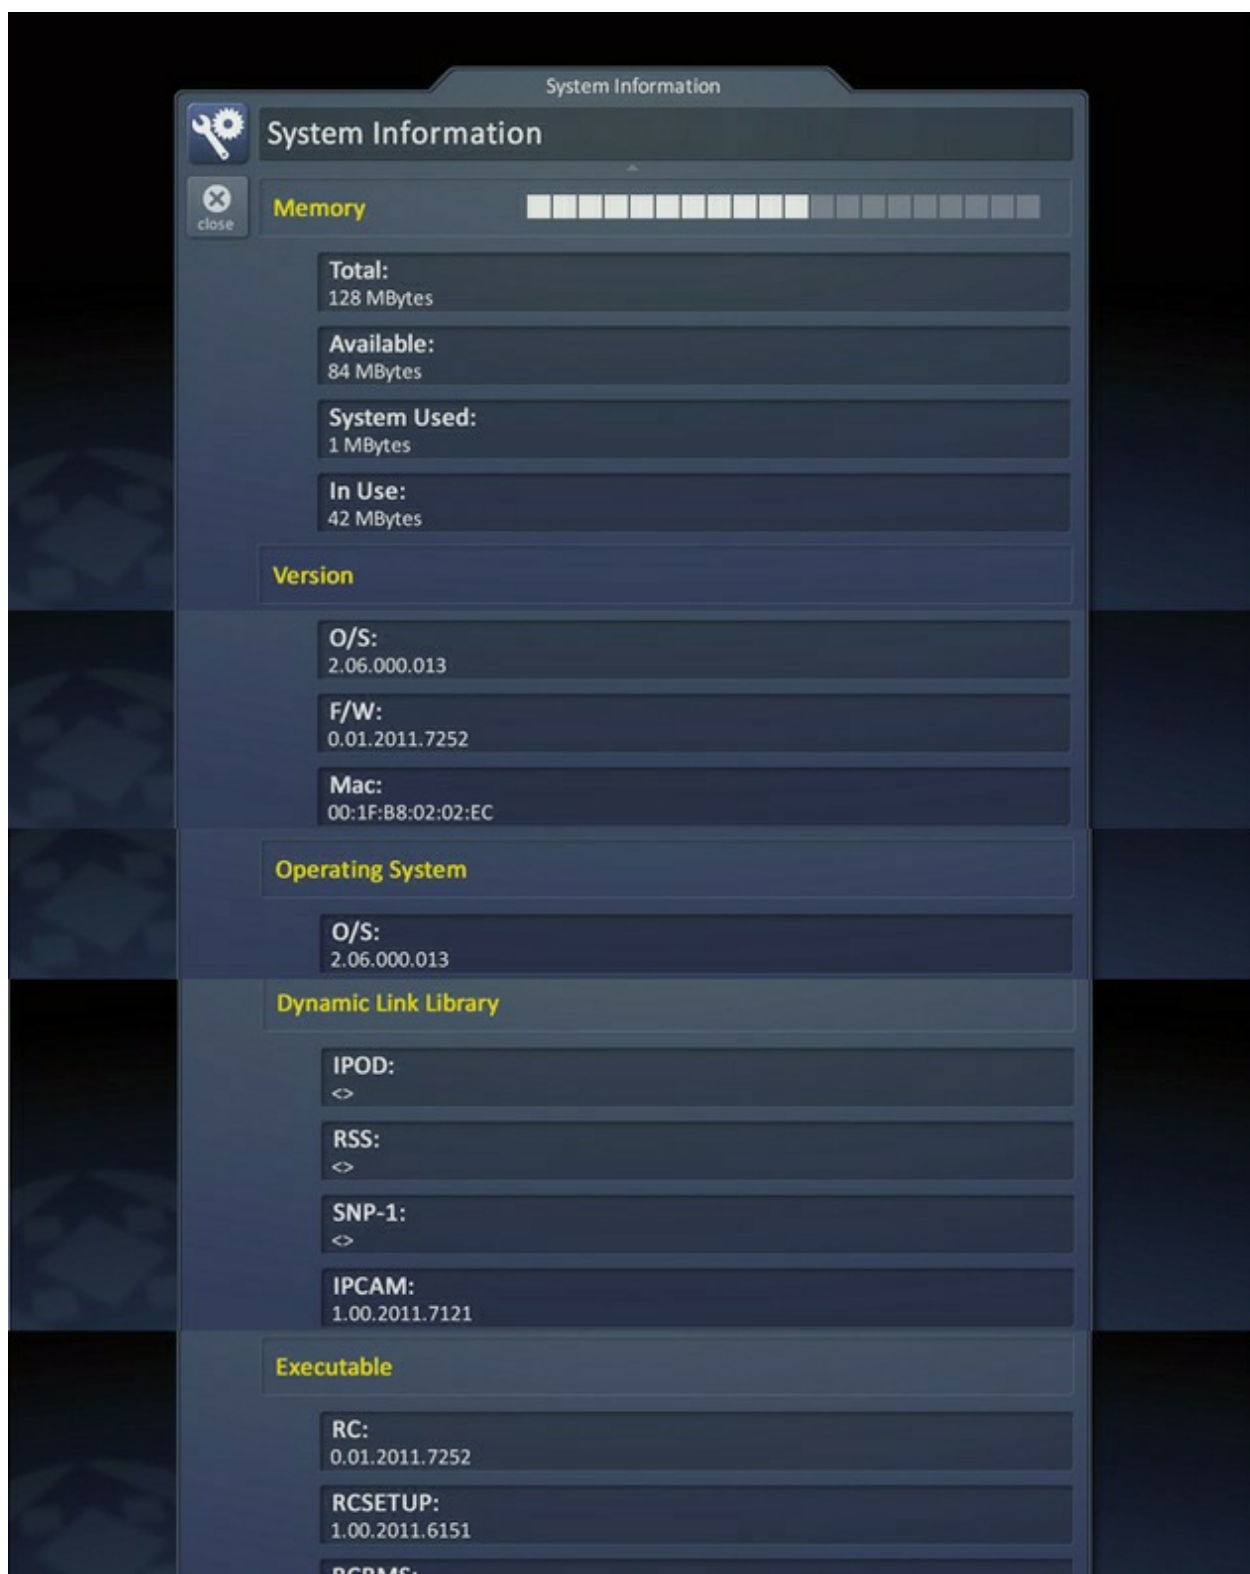 System Information
System Information
close
Memory
Total:
128 MBytes
Available:
84 MBytes
System Used:
1 MBytes
In Use:
42 MBytes
Version
O/S:
2.06.000.013
F/W:
0.01.2011.7252
Mac:
00:1F:B8:02:02:EC
Operating System
O/S:
2.06.000.013
Dynamic Link Library
IPOD:
<>
RSS:
<>
SNP-1:
<>
IPCAM:
1.00.2011.7121
Executable
RC:
0.01.2011.7252
RCSETUP:
1.00.2011.6151